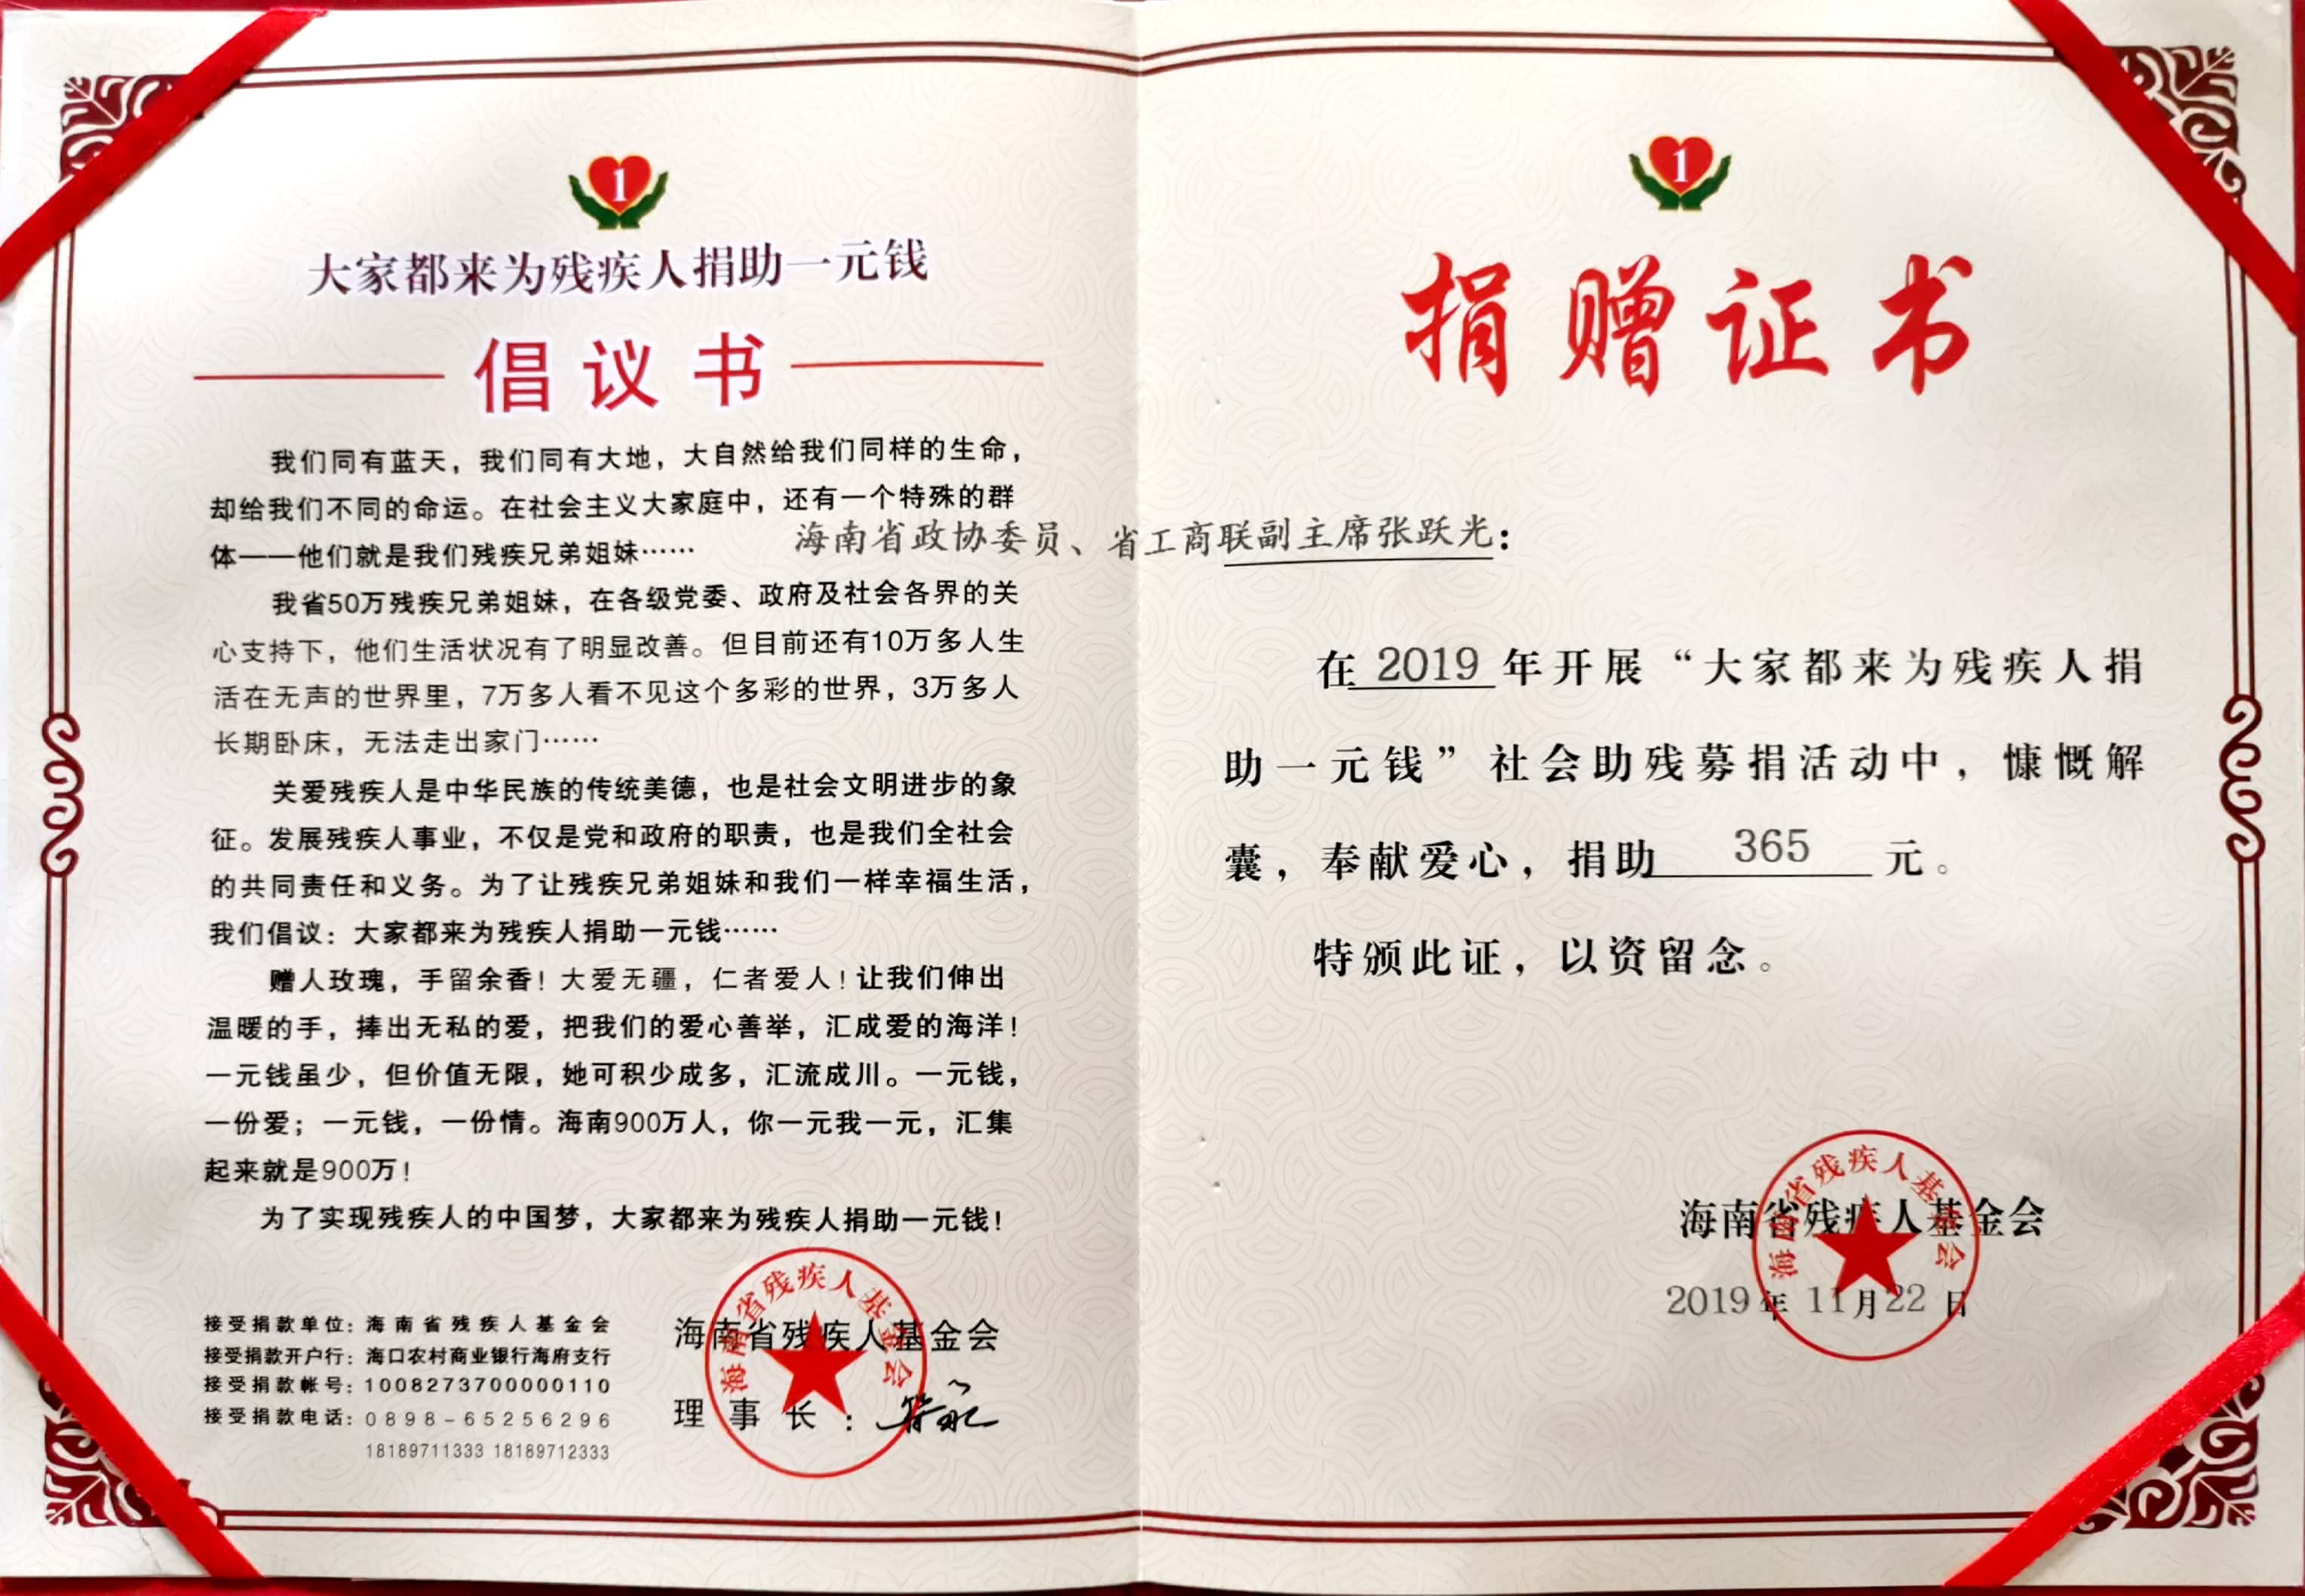 1
大家都来为残疾人捐助一元钱
倡议书
我们同有蓝天，我们同有大地，大自然给我们同样的生命，
却给我们不同的命运。在社会主义大家庭中，还有一个特殊的群
体——他们就是我们残疾兄弟姐妹……
我省50万残疾兄弟姐妹，在各级党委、政府及社会各界的关
心支持下，他们生活状况有了明显改善。但目前还有10万多人生
活在无声的世界里，7万多人看不见这个多彩的世界，3万多人
长期卧床，无法走出家门……
关爱残疾人是中华民族的传统美德，也是社会文明进步的象
征。发展残疾人事业，不仅是党和政府的职责，也是我们全社会
的共同责任和义务。为了让残疾兄弟姐妹和我们一样幸福生活，
我们倡议：大家都来为残疾人捐助一元钱……
赠人玫瑰，手留余香！大爱无疆，仁者爱人！让我们伸出
温暖的手，捧出无私的爱，把我们的爱心善举，汇成爱的海洋！
一元钱虽少，但价值无限，她可积少成多，汇流成川。一元钱，
一份爱；一元钱，一份情。海南900万人，你一元我一元，汇集
起来就是900万！
为了实现残疾人的中国梦，大家都来为残疾人捐助一元钱！
接受捐款单位：海南省残疾人基金会
接受捐款开户行：海口农村商业银行海府支行
接受捐款帐号：1008273700000110
接受捐款电话：0898-65256296
18189711333 18189712333
海南省残疾人基金会
理事长：
海南省残疾人基金会
1
捐赠证书
海南省政协委员、省工商联副主席张跃光：
在2019年开展“大家都来为残疾人捐
助一元钱”社会助残募捐活动中，慷慨解
囊，奉献爱心，捐助365元。
特颁此证，以资留念。
海南省残疾人基金会
2019年11月22日
海南省残疾人基金会